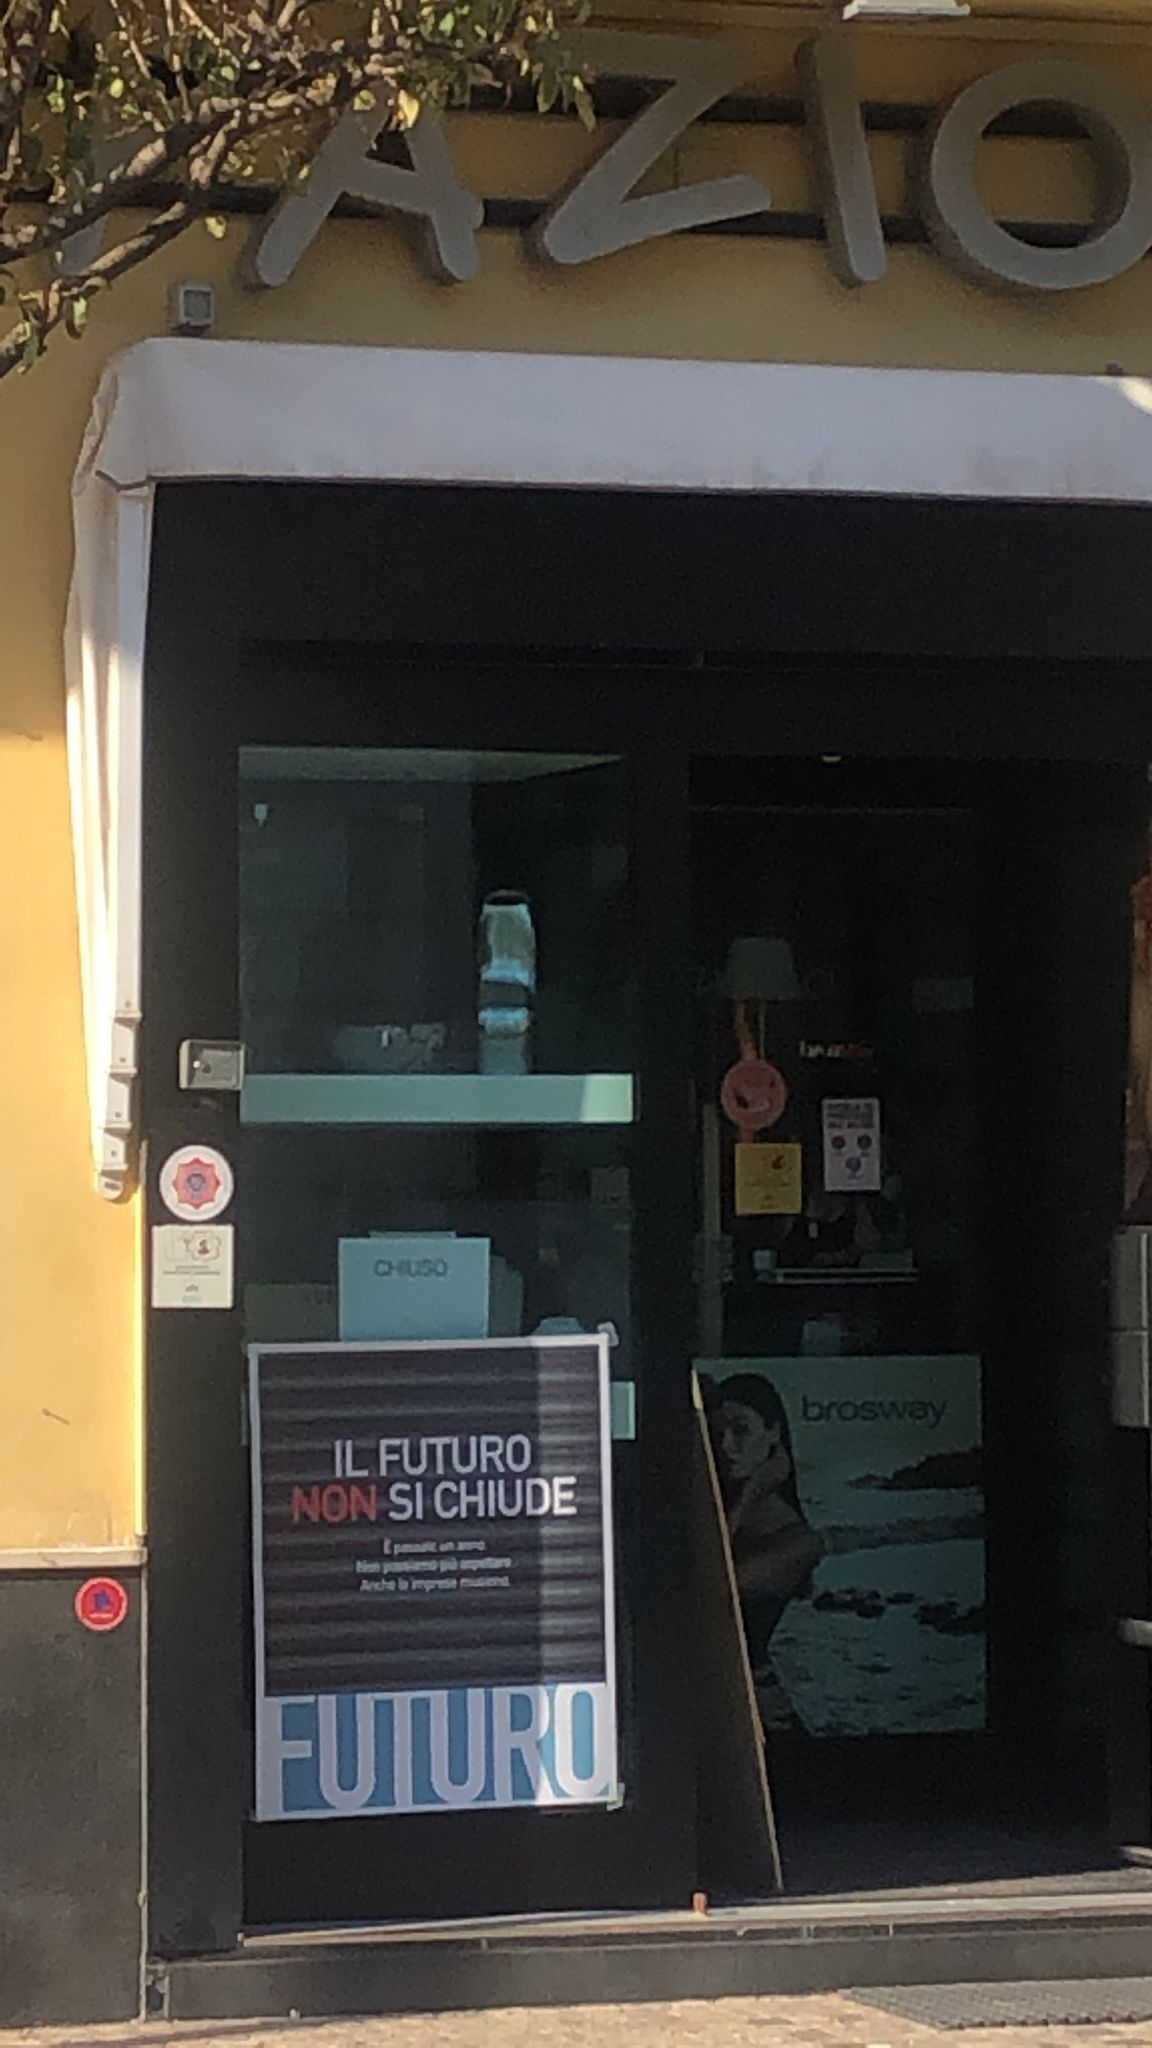 AZIO
CHIUSO
IL FUTURO
NON SI CHIUDE
È passato un anno.
Non possiamo più aspettare.
Anche le imprese muoiono.
FUTURO
brosway